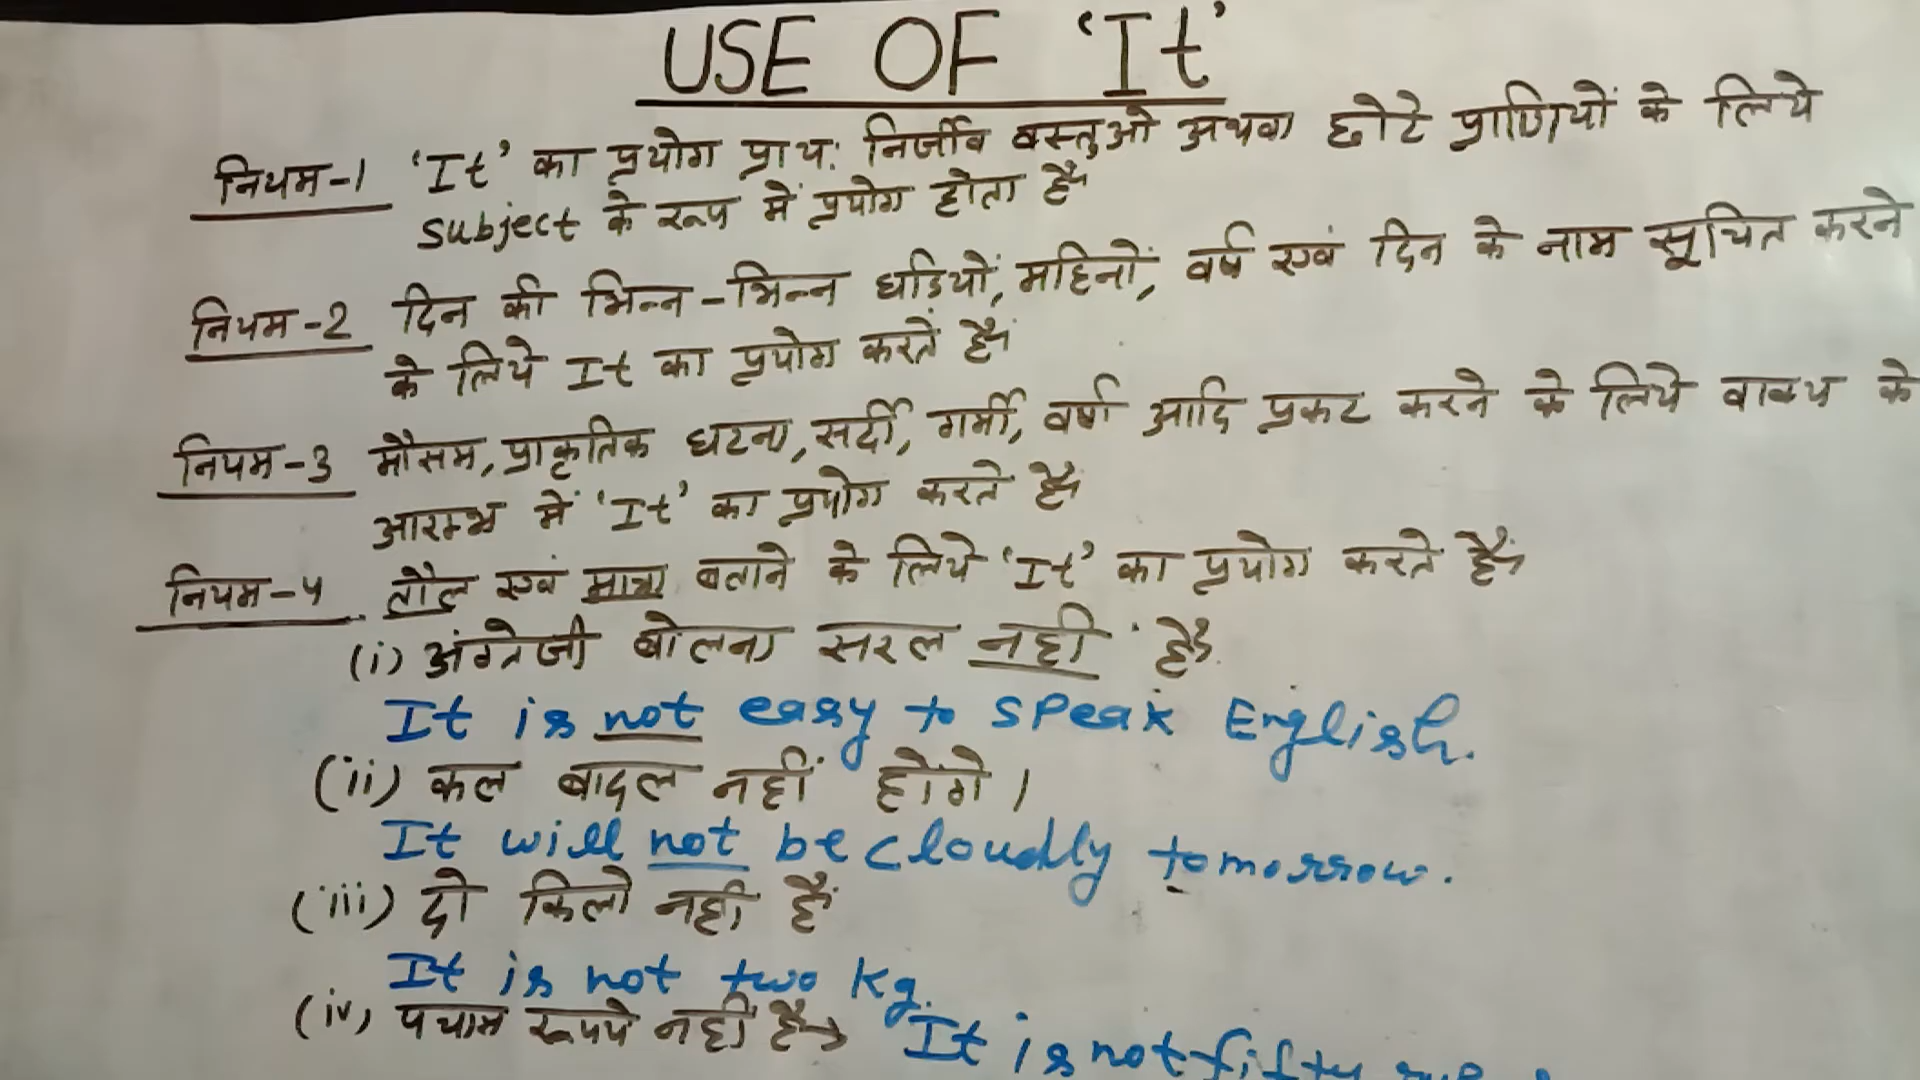 USE OF 'It'
नियम-1 'It' का प्रयोग प्राय: निर्जीव वस्तुओ अथवा छोटे प्राणियों के लिये
subject के रूप में प्रयोग होता है
नियम-2 दिन की भिन्न-भिन्न घडियों, महिनों, वर्ष एवं दिन के नाम सूचित करने
के लिये It का प्रयोग करतें हैं
नियम-3 मौसम, प्राकृतिक घटना, सर्दी, गर्मी, वर्षा आदि प्रकट करने के लिये वाक्य के
आरम्भ में 'It' का प्रयोग करते हैं
नियम-4 तौल एवं मात्रा बताने के लिये 'It' का प्रयोग करते हैं
(i) अंग्रेजी बोलना सरल नही है
It is not easy to speak English.
(ii) कल बादल नहीं होंगे।
It will not be cloudly tomorrow.
(iii) दो किलो नही हैं
It is not two kg.
(iv) पचास रूपये नही हैं→ It is not fifty